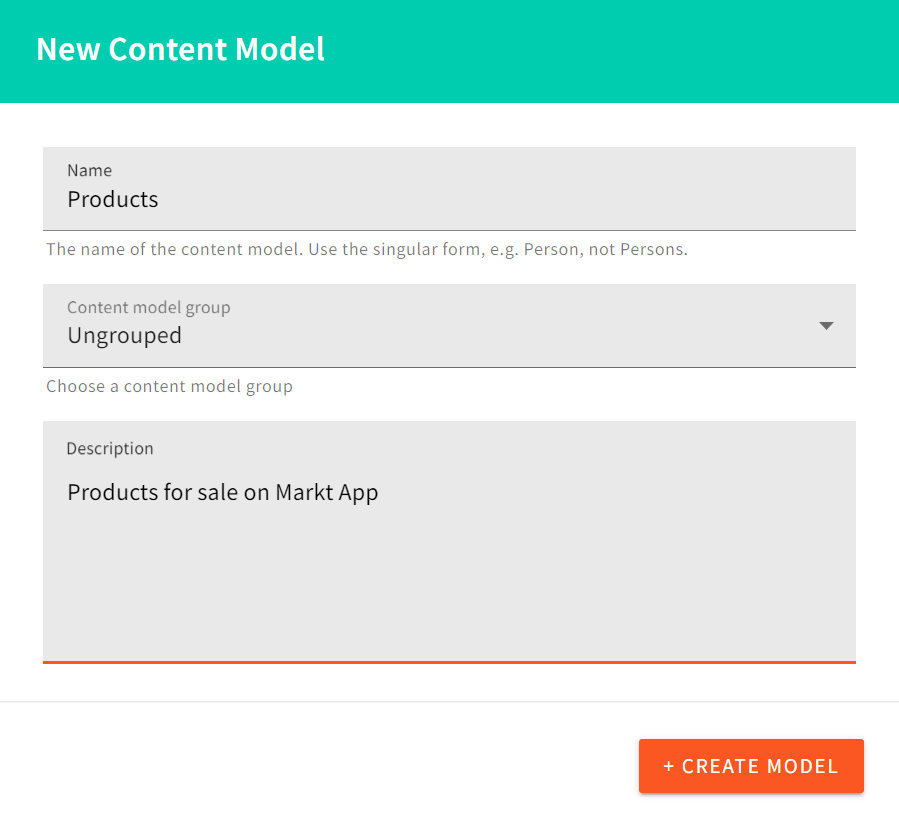 New Content Model
Name
Products
The name of the content model. Use the singular form, e.g. Person, not Persons.
Content model group
Ungrouped
Choose a content model group
Description
Products for sale on Markt App
+ CREATE MODEL